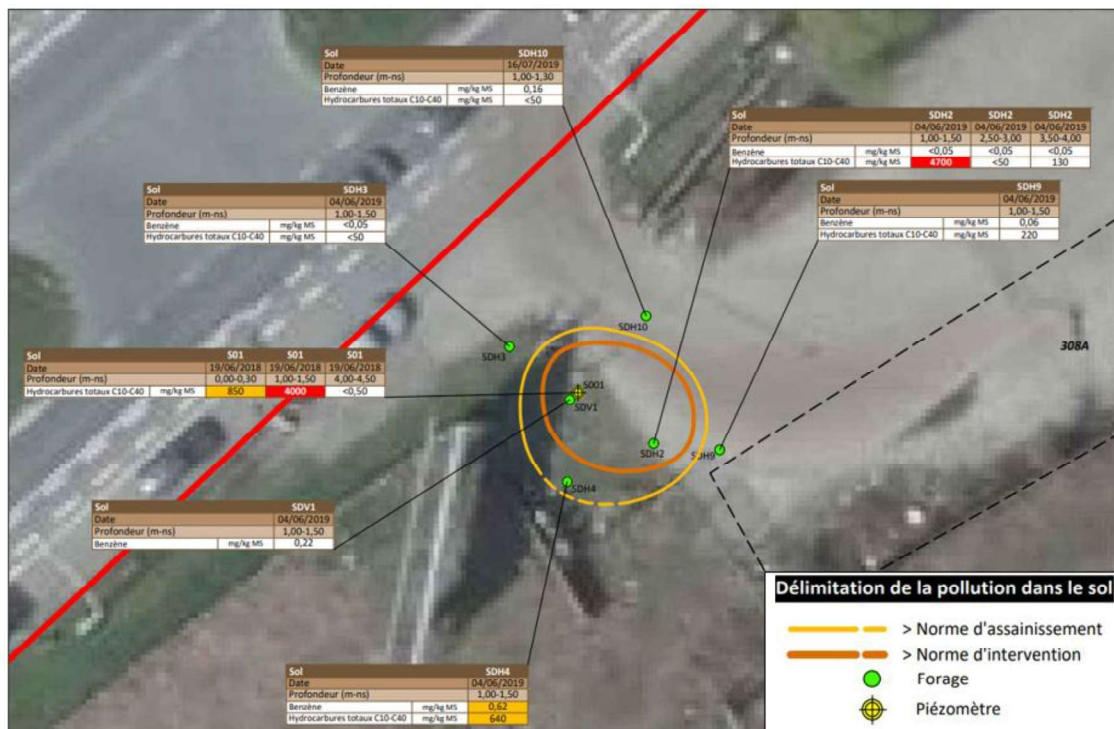 Sol SDH10
Date 16/07/2019
Profondeur (m-ns) 1,00-1,30
Benzène mg/kg MS 0,16
Hydrocarbures totaux C10-C40 mg/kg MS <50
Sol SDH2 SDH2 SDH2
Date 04/06/2019 04/06/2019 04/06/2019
Profondeur (m-ns) 1,00-1,50 2,50-3,00 3,50-4,00
Benzène mg/kg MS <0,05 <0,05 <0,05
Hydrocarbures totaux C10-C40 mg/kg MS 4700 <50 130
Sol SDH3
Date 04/06/2019
Profondeur (m-ns) 1,00-1,50
Benzène mg/kg MS <0,05
Hydrocarbures totaux C10-C40 mg/kg MS <50
Sol SDH9
Date 04/06/2019
Profondeur (m-ns) 1,00-1,50
Benzène mg/kg MS 0,06
Hydrocarbures totaux C10-C40 mg/kg MS 220
SDH10
SDH3
308A
Sol S01 S01 S01
Date 19/06/2018 19/06/2018 19/06/2018
Profondeur (m-ns) 0,00-0,30 1,00-1,50 4,00-4,50
Hydrocarbures totaux C10-C40 mg/kg MS 850 4000 <0,50
S001
SDV1
SDH2
SDH9
SDH4
Sol SDV1
Date 04/06/2019
Profondeur (m-ns) 1,00-1,50
Benzène mg/kg MS 0,22
Sol SDH4
Date 04/06/2019
Profondeur (m-ns) 1,00-1,50
Benzène mg/kg MS 0,62
Hydrocarbures totaux C10-C40 mg/kg MS 640
Délimitation de la pollution dans le sol
> Norme d'assainissement
> Norme d'intervention
Forage
Piézomètre